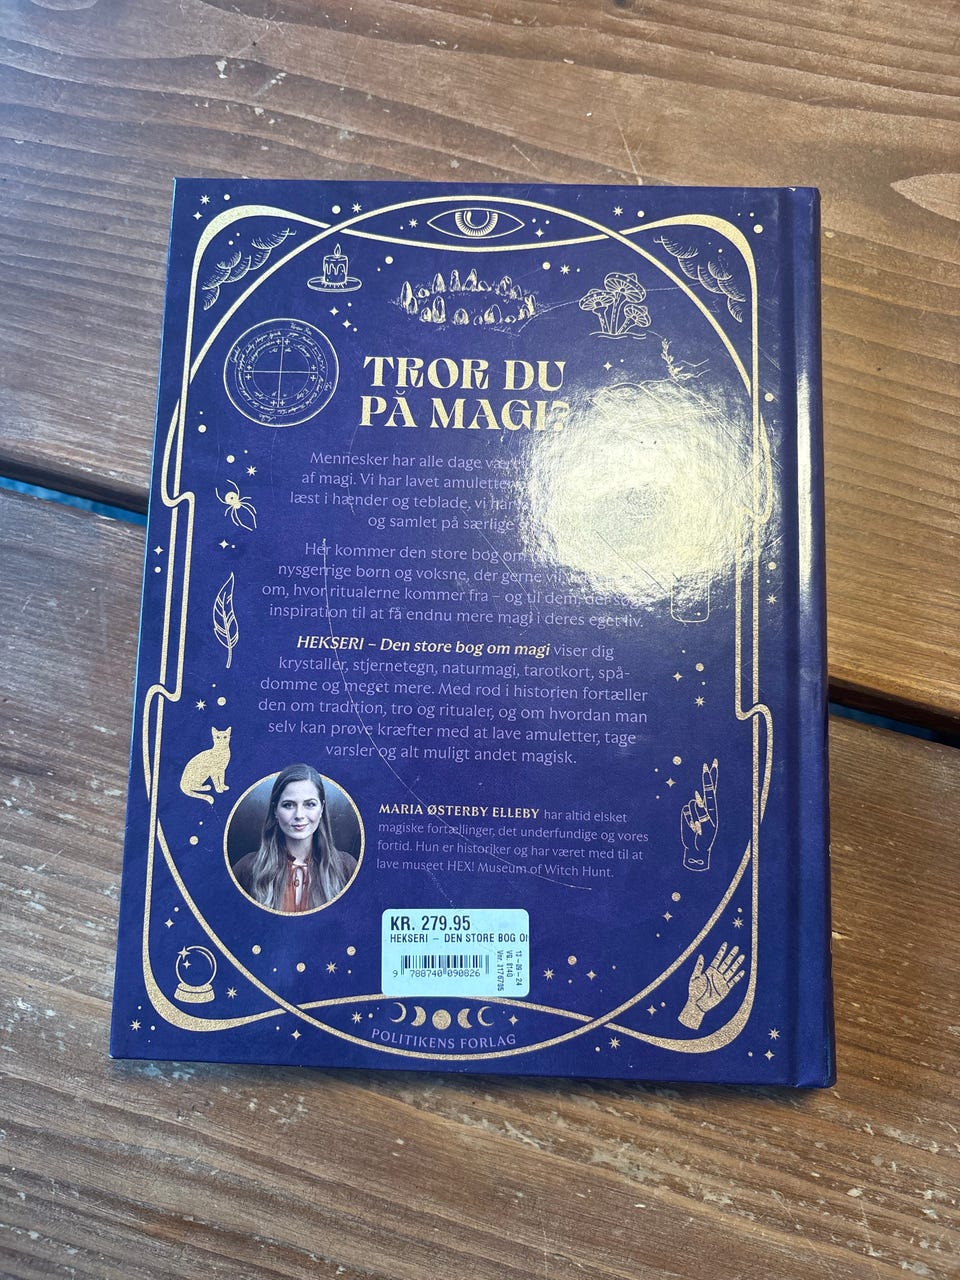 TROR DU
PÅ MAGI?
Mennesker har alle dage
af magi. Vi har lavet
læst i hænder og teblade, vi har
og samlet på særlige
Her kommer den store bog om
nysgerrige børn og voksne, der gerne vil
om, hvor ritualerne kommer fra – og til dem, der
inspiration til at få endnu mere magi i deres eget liv.
HEKSERI – Den store bog om magi viser dig
krystaller, stjernetegn, naturmagi, tarotkort, spå-
domme og meget mere. Med rod i historien fortæller
den om tradition, tro og ritualer, og om hvordan man
selv kan prøve kræfter med at lave amuletter, tage
varsler og alt muligt andet magisk.
MARIA ØSTERBY ELLEBY har altid elsket
magiske fortællinger, det underfundige og vores
fortid. Hun er historiker og har været med til at
lave museet HEX! Museum of Witch Hunt.
KR. 279.95
HEKSERI – DEN STORE BOG
9 788740 090826
POLITIKENS FORLAG